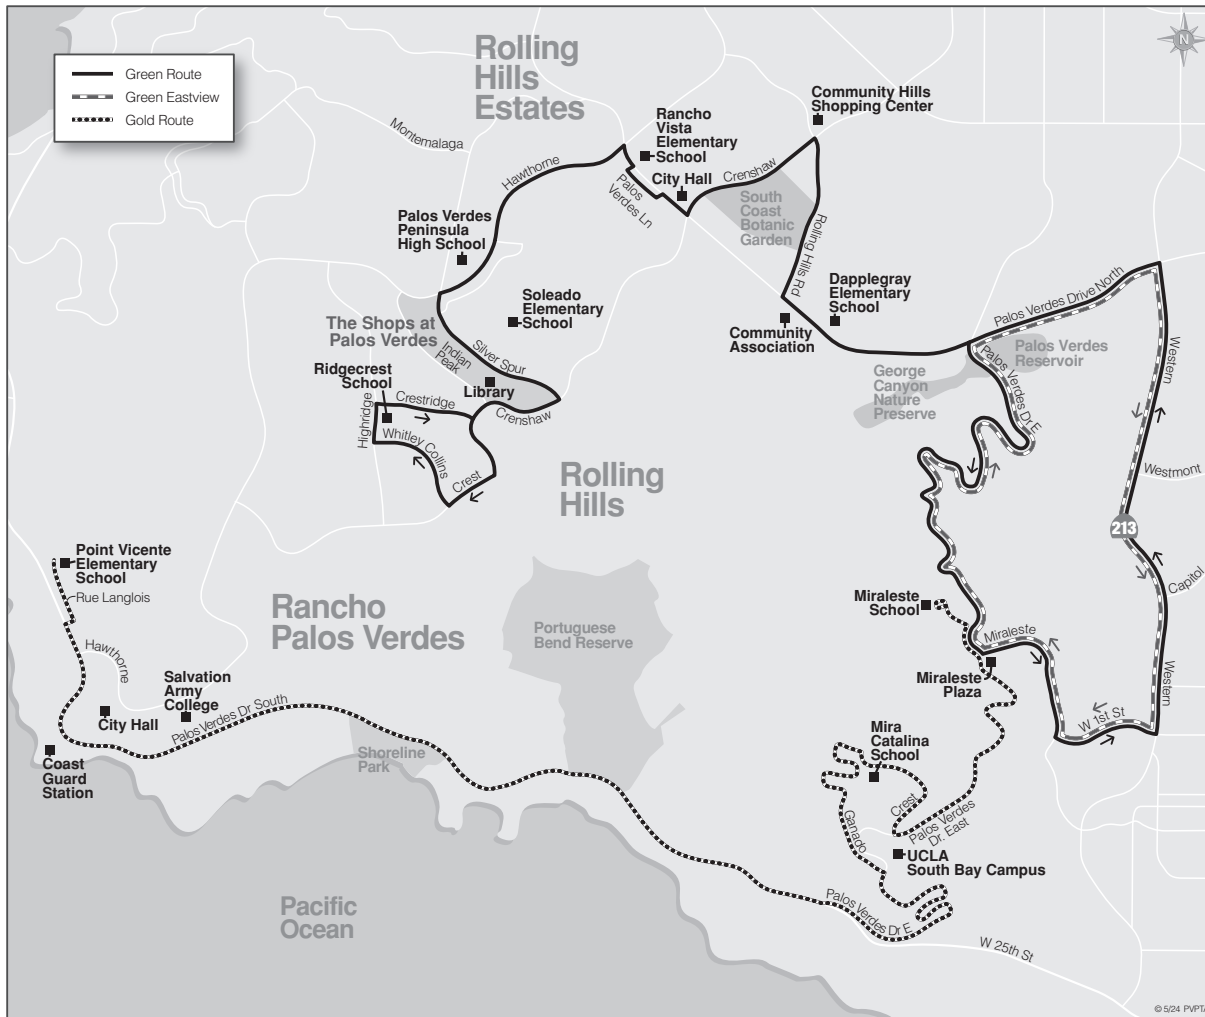 N
Green Route
Green Eastview
Gold Route
Rolling
Hills
Estates
Montemalaga
Hawthorne
Rancho
Vista
Elementary
School
City Hall
Palos
Verdes Ln
Crenshaw
Community Hills
Shopping Center
South
Coast
Botanic
Garden
Rolling Hills Rd
Palos Verdes
Peninsula
High School
Soleado
Elementary
School
The Shops at
Palos Verdes
Indian
Peak
Silver Spur
Library
Crenshaw
Ridgecrest
School
Crestridge
Highridge
Whitley Collins
Crest
Dapplegray
Elementary
School
Community
Association
Palos Verdes Drive North
Palos Verdes
Reservoir
Palos Verdes Dr E
George
Canyon
Nature
Preserve
Western
Westmont
213
Capitol
Western
Rolling
Hills
Point Vicente
Elementary
School
Rue Langlois
Hawthorne
Rancho
Palos Verdes
Portuguese
Bend Reserve
Miraleste
School
Miraleste
Miraleste
Plaza
W 1st St
Salvation
Army
College
City Hall
Palos Verdes Dr South
Coast
Guard
Station
Shoreline
Park
Mira
Catalina
School
Crest
Ganado
Palos Verdes
Dr. East
UCLA
South Bay Campus
Palos Verdes Dr E
W 25th St
Pacific
Ocean
© 5/24 PVPTA